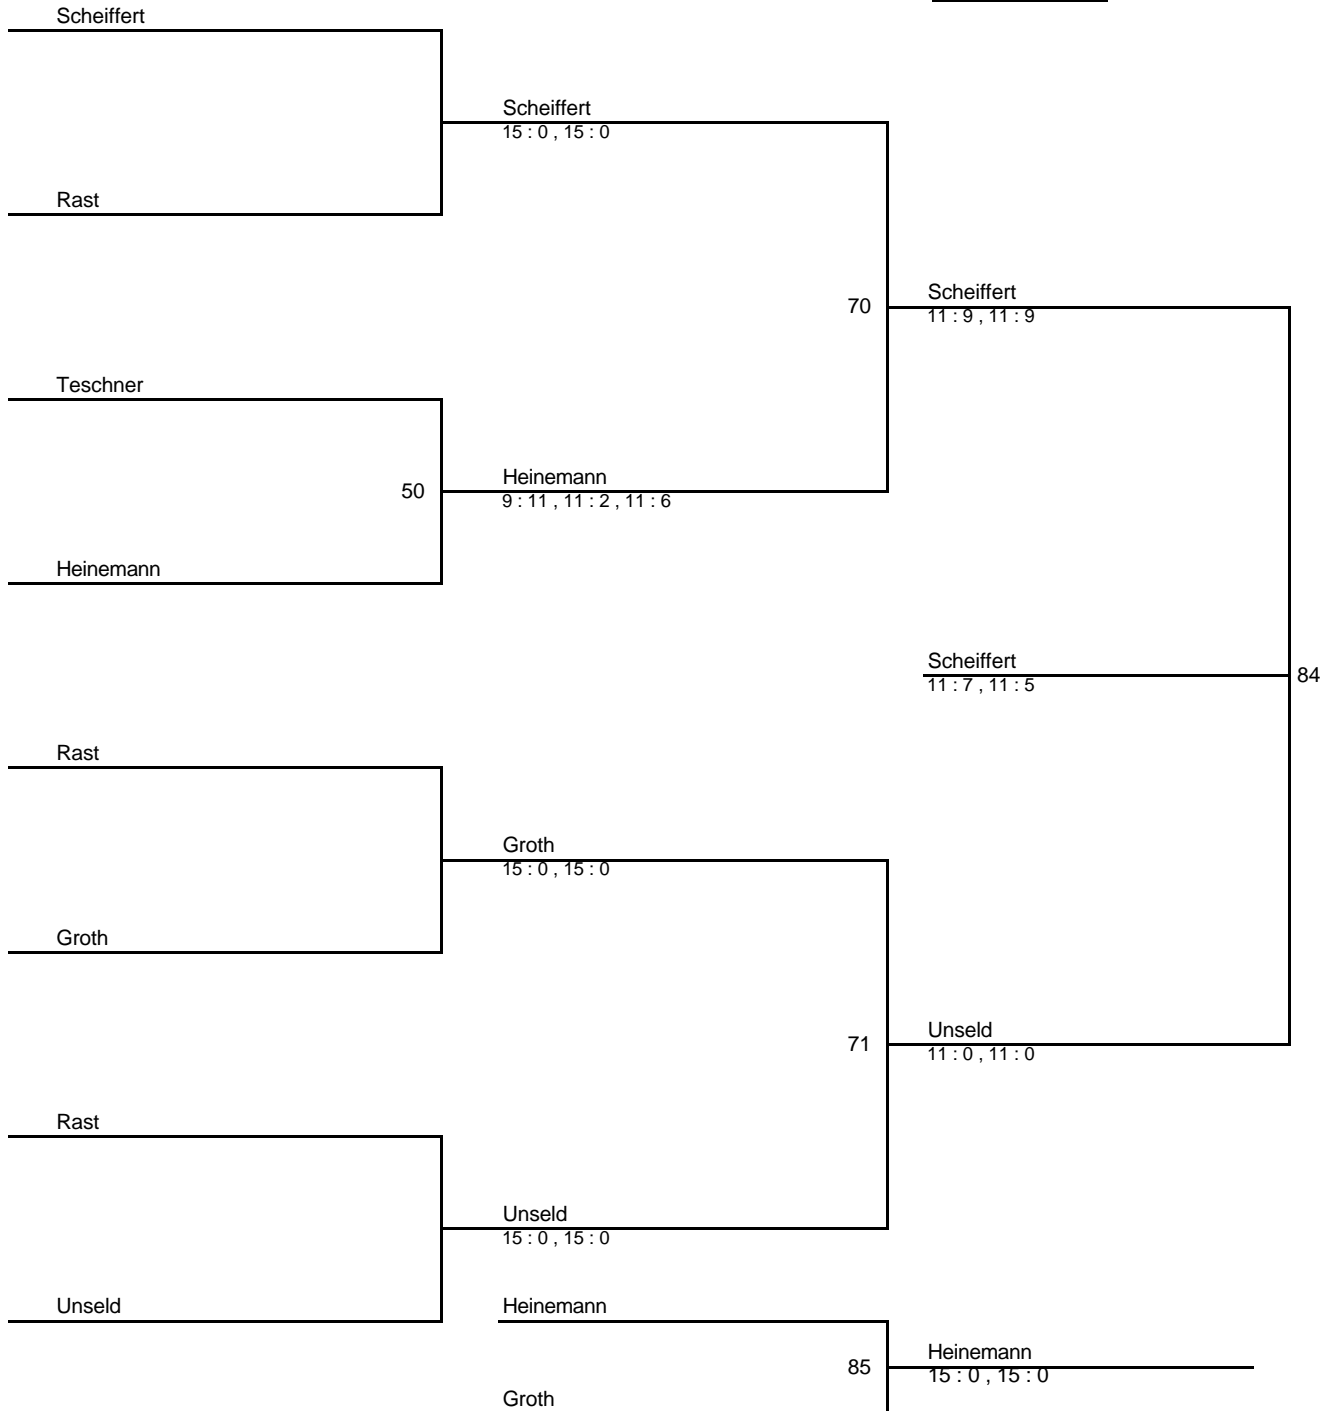 Scheiffert
Scheiffert
15 : 0 , 15 : 0
Rast
Scheiffert
70
11 : 9 , 11 : 9
Teschner
Heinemann
50
9 : 11 , 11 : 2 , 11 : 6
Heinemann
Scheiffert
84
11 : 7 , 11 : 5
Rast
Groth
15 : 0 , 15 : 0
Groth
Unseld
71
11 : 0 , 11 : 0
Rast
Unseld
15 : 0 , 15 : 0
Unseld
Heinemann
Heinemann
85
15 : 0 , 15 : 0
Groth